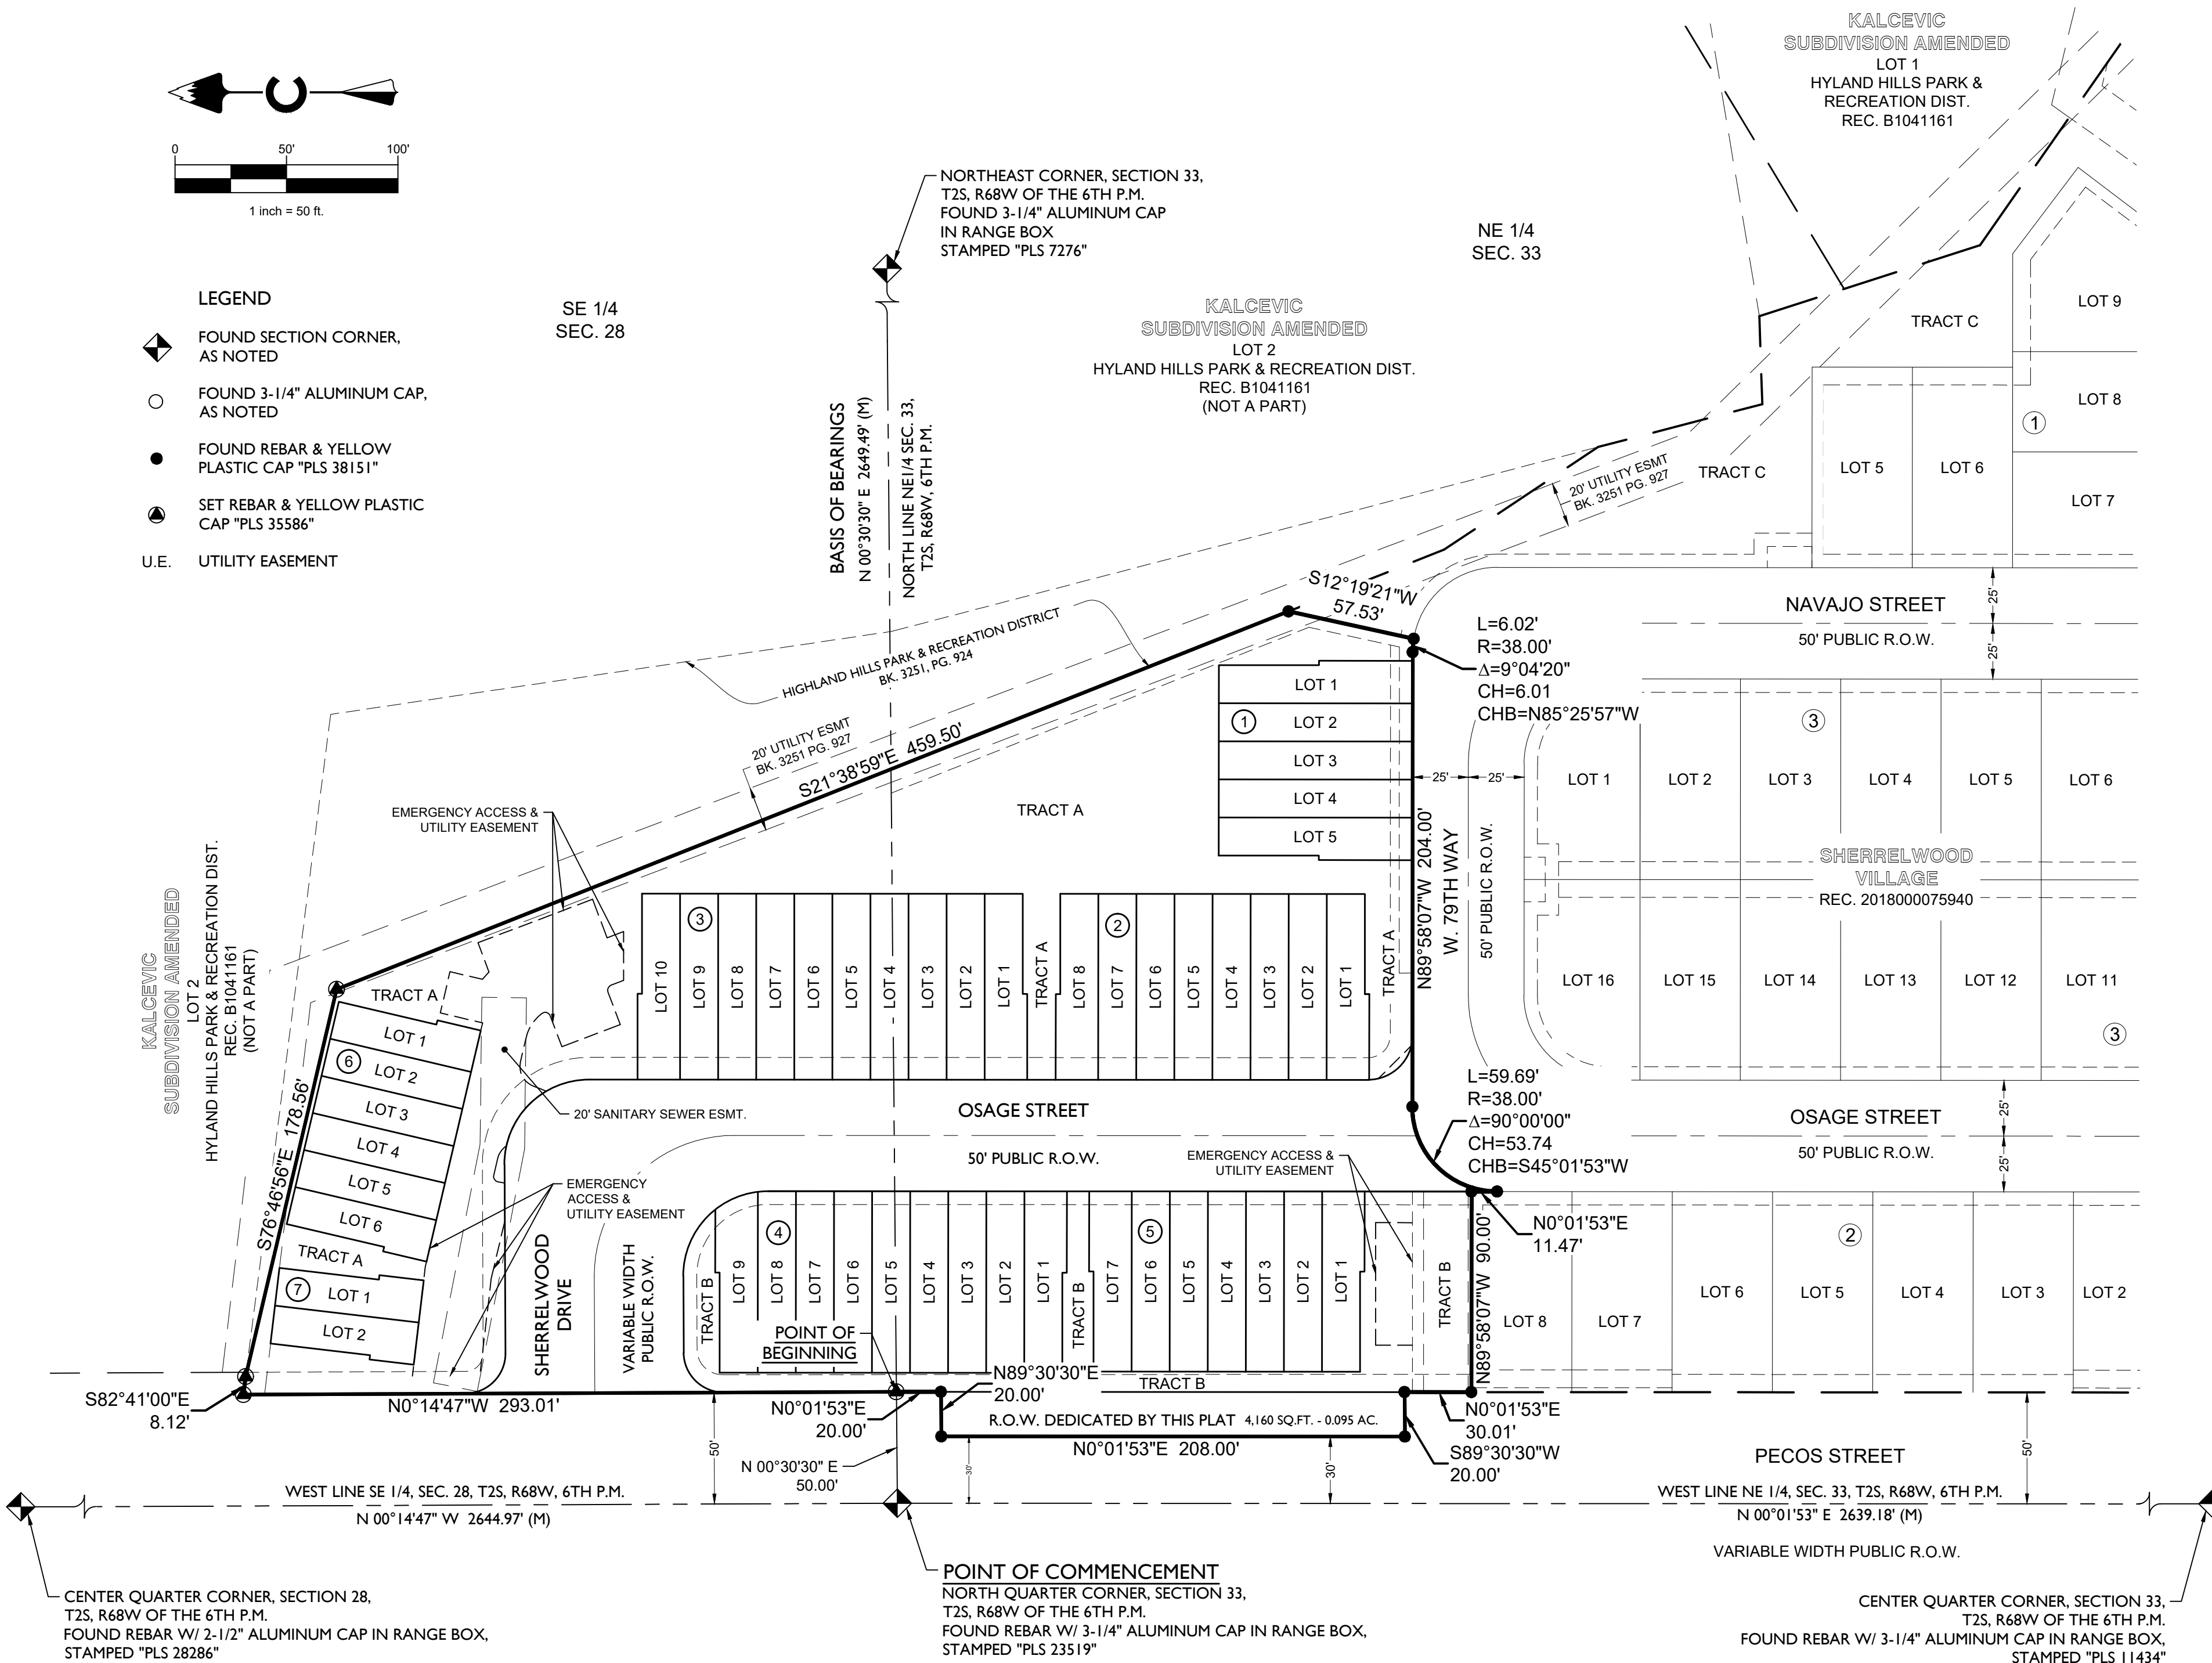 KALCEVIC
SUBDIVISION AMENDED
LOT 1
HYLAND HILLS PARK &
RECREATION DIST.
REC. B1041161
0
50'
100'
1 inch = 50 ft.
NORTHEAST CORNER, SECTION 33,
T2S, R68W OF THE 6TH P.M.
FOUND 3-1/4" ALUMINUM CAP
IN RANGE BOX
STAMPED "PLS 7276"
NE 1/4
SEC. 33
SE 1/4
SEC. 28
LEGEND
FOUND SECTION CORNER,
AS NOTED
FOUND 3-1/4" ALUMINUM CAP,
AS NOTED
FOUND REBAR & YELLOW
PLASTIC CAP "PLS 38151"
SET REBAR & YELLOW PLASTIC
CAP "PLS 35586"
U.E. UTILITY EASEMENT
KALCEVIC
SUBDIVISION AMENDED
LOT 2
HYLAND HILLS PARK & RECREATION DIST.
REC. B1041161
(NOT A PART)
BASIS OF BEARINGS
N 00°30'30" E 2649.49' (M)
NORTH LINE NE1/4 SEC. 33,
T2S, R68W, 6TH P.M.
TRACT C
LOT 9
LOT 8
1
LOT 7
LOT 5
LOT 6
TRACT C
20' UTILITY ESMT
BK. 3251 PG. 927
S12°19'21"W
57.53'
NAVAJO STREET
50' PUBLIC R.O.W.
25'
25'
L=6.02'
R=38.00'
Δ=9°04'20"
CH=6.01
CHB=N85°25'57"W
HIGHLAND HILLS PARK & RECREATION DISTRICT
BK. 3251, PG. 924
20' UTILITY ESMT
BK. 3251 PG. 927
S21°38'59"E 459.50'
EMERGENCY ACCESS &
UTILITY EASEMENT
TRACT A
LOT 1
1
LOT 2
LOT 3
LOT 4
LOT 5
25'
25'
N89°58'07"W 204.00'
W. 79TH WAY
50' PUBLIC R.O.W.
TRACT A
3
LOT 1
LOT 2
LOT 3
LOT 4
LOT 5
LOT 6
SHERRELWOOD
VILLAGE
REC. 2018000075940
LOT 16
LOT 15
LOT 14
LOT 13
LOT 12
LOT 11
3
KALCEVIC
SUBDIVISION AMENDED
LOT 2
HYLAND HILLS PARK & RECREATION DIST.
REC. B1041161
(NOT A PART)
3
LOT 10
LOT 9
LOT 8
LOT 7
LOT 6
LOT 5
LOT 4
LOT 3
LOT 2
LOT 1
TRACT A
2
LOT 8
LOT 7
LOT 6
LOT 5
LOT 4
LOT 3
LOT 2
LOT 1
TRACT A
LOT 1
6
LOT 2
LOT 3
LOT 4
LOT 5
LOT 6
TRACT A
7
LOT 1
LOT 2
S76°46'56"E 178.56'
20' SANITARY SEWER ESMT.
OSAGE STREET
50' PUBLIC R.O.W.
EMERGENCY
ACCESS &
UTILITY EASEMENT
EMERGENCY ACCESS &
UTILITY EASEMENT
L=59.69'
R=38.00'
Δ=90°00'00"
CH=53.74
CHB=S45°01'53"W
OSAGE STREET
50' PUBLIC R.O.W.
25'
25'
SHERRELWOOD
DRIVE
VARIABLE WIDTH
PUBLIC R.O.W.
TRACT B
4
LOT 9
LOT 8
LOT 7
LOT 6
LOT 5
LOT 4
LOT 3
LOT 2
LOT 1
TRACT B
5
LOT 7
LOT 6
LOT 5
LOT 4
LOT 3
LOT 2
LOT 1
TRACT B
N89°58'07"W 90.00'
N0°01'53"E
11.47'
2
LOT 8
LOT 7
LOT 6
LOT 5
LOT 4
LOT 3
LOT 2
POINT OF
BEGINNING
S82°41'00"E
8.12'
N0°14'47"W 293.01'
N0°01'53"E
20.00'
N89°30'30"E
20.00'
TRACT B
R.O.W. DEDICATED BY THIS PLAT 4,160 SQ.FT. - 0.095 AC.
N0°01'53"E 208.00'
N0°01'53"E
30.01'
S89°30'30"W
20.00'
50'
N 00°30'30" E
50.00'
30'
30'
PECOS STREET
50'
WEST LINE SE 1/4, SEC. 28, T2S, R68W, 6TH P.M.
N 00°14'47" W 2644.97' (M)
WEST LINE NE 1/4, SEC. 33, T2S, R68W, 6TH P.M.
N 00°01'53" E 2639.18' (M)
VARIABLE WIDTH PUBLIC R.O.W.
CENTER QUARTER CORNER, SECTION 28,
T2S, R68W OF THE 6TH P.M.
FOUND REBAR W/ 2-1/2" ALUMINUM CAP IN RANGE BOX,
STAMPED "PLS 28286"
POINT OF COMMENCEMENT
NORTH QUARTER CORNER, SECTION 33,
T2S, R68W OF THE 6TH P.M.
FOUND REBAR W/ 3-1/4" ALUMINUM CAP IN RANGE BOX,
STAMPED "PLS 23519"
CENTER QUARTER CORNER, SECTION 33,
T2S, R68W OF THE 6TH P.M.
FOUND REBAR W/ 3-1/4" ALUMINUM CAP IN RANGE BOX,
STAMPED "PLS 11434"